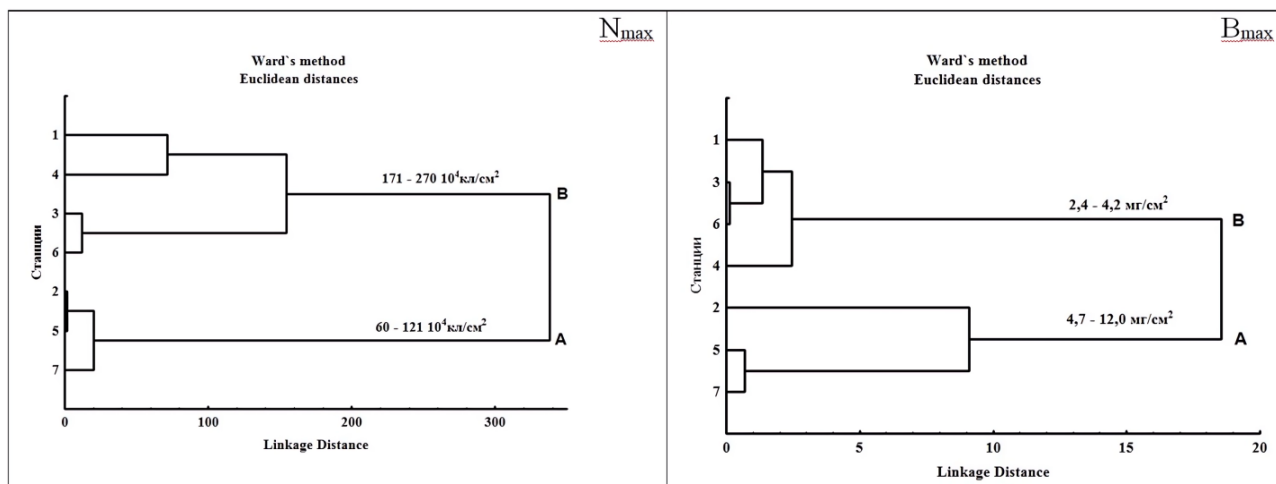 N_max
Ward`s method
Euclidean distances
Станции
1
4
3
6
2
5
7
171 - 270 10⁴кл/см²
B
60 - 121 10⁴кл/см²
A
0 100 200 300
Linkage Distance
B_max
Ward`s method
Euclidean distances
Станции
1
3
6
4
2
5
7
2,4 - 4,2 мг/см²
B
4,7 - 12,0 мг/см²
A
0 5 10 15 20
Linkage Distance